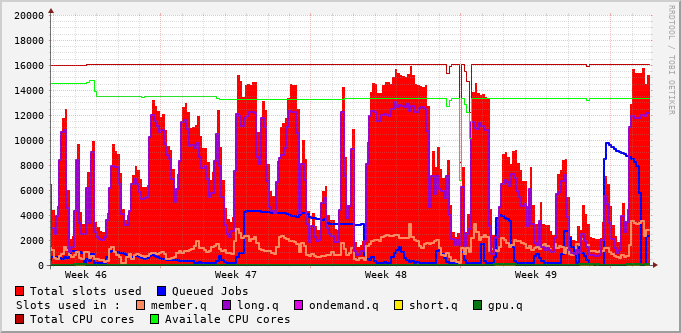 20000
18000
16000
14000
12000
10000
8000
6000
4000
2000
0
Week 46 Week 47 Week 48 Week 49
Total slots used Queued Jobs
Slots used in : member.q long.q ondemand.q short.q gpu.q
Total CPU cores Availale CPU cores
RRDTOOL / TOBI OETIKER